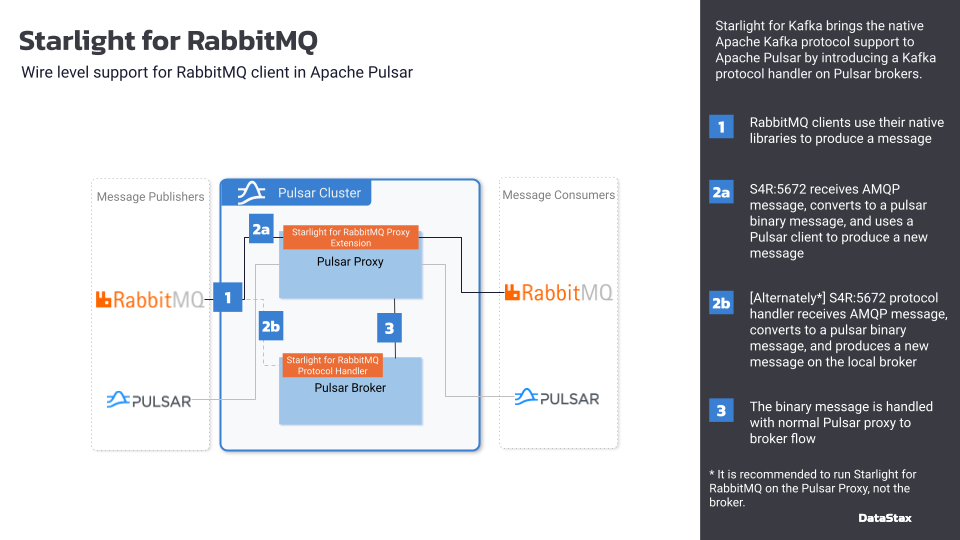 Starlight for RabbitMQ
Wire level support for RabbitMQ client in Apache Pulsar
Message Publishers
Pulsar Cluster
Message Consumers
2a
Starlight for RabbitMQ Proxy
Extension
Pulsar Proxy
RabbitMQ
1
RabbitMQ
2b
3
Starlight for RabbitMQ
Protocol Handler
Pulsar Broker
PULSAR
PULSAR
Starlight for Kafka brings the native
Apache Kafka protocol support to
Apache Pulsar by introducing a Kafka
protocol handler on Pulsar brokers.
1
RabbitMQ clients use their native
libraries to produce a message
2a
S4R:5672 receives AMQP
message, converts to a pulsar
binary message, and uses a
Pulsar client to produce a new
message
2b
[Alternately*] S4R:5672 protocol
handler receives AMQP message,
converts to a pulsar binary
message, and produces a new
message on the local broker
3
The binary message is handled
with normal Pulsar proxy to
broker flow
* It is recommended to run Starlight for
RabbitMQ on the Pulsar Proxy, not the
broker.
DataStax